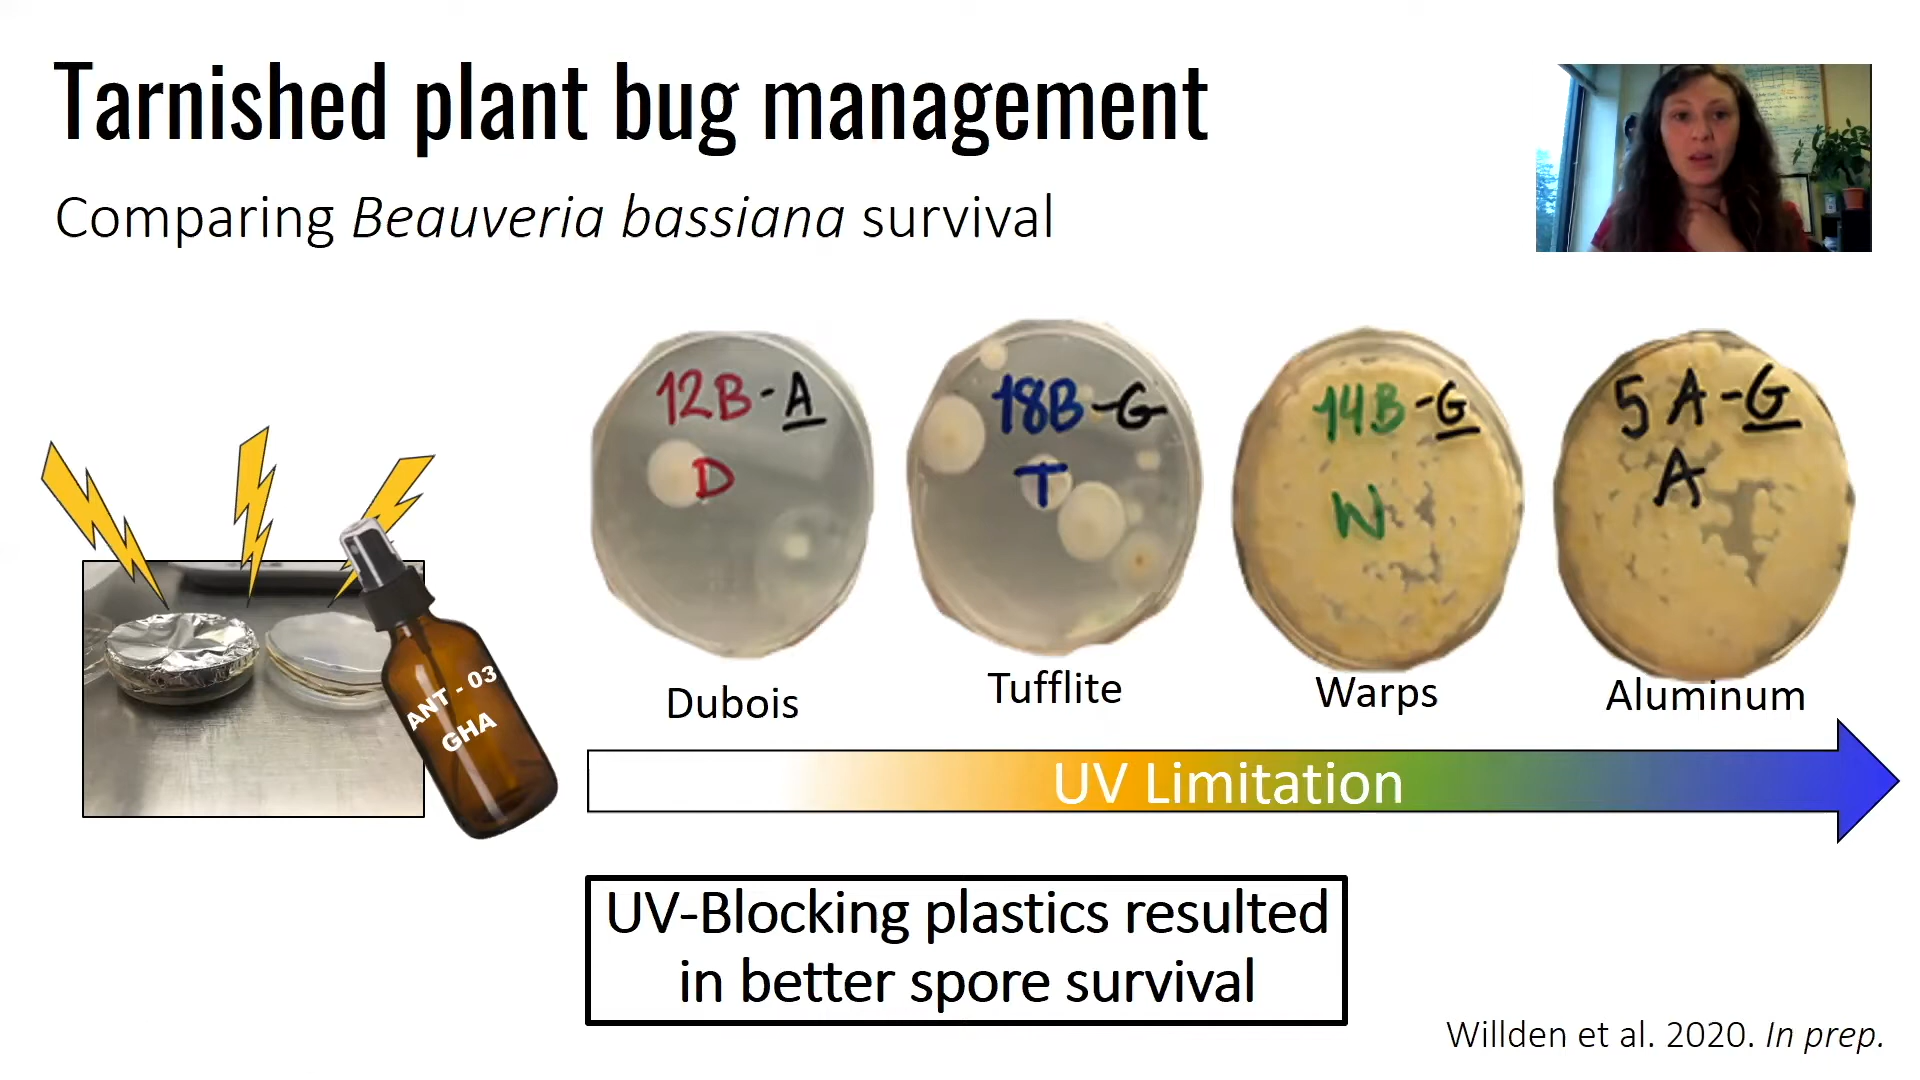 Tarnished plant bug management
Comparing Beauveria bassiana survival
12B-A
D
18B-G
T
14B-G
W
5A-G
A
ANT - 03
GHA
Dubois
Tufflite
Warps
Aluminum
UV Limitation
UV-Blocking plastics resulted
in better spore survival
Willden et al. 2020. In prep.